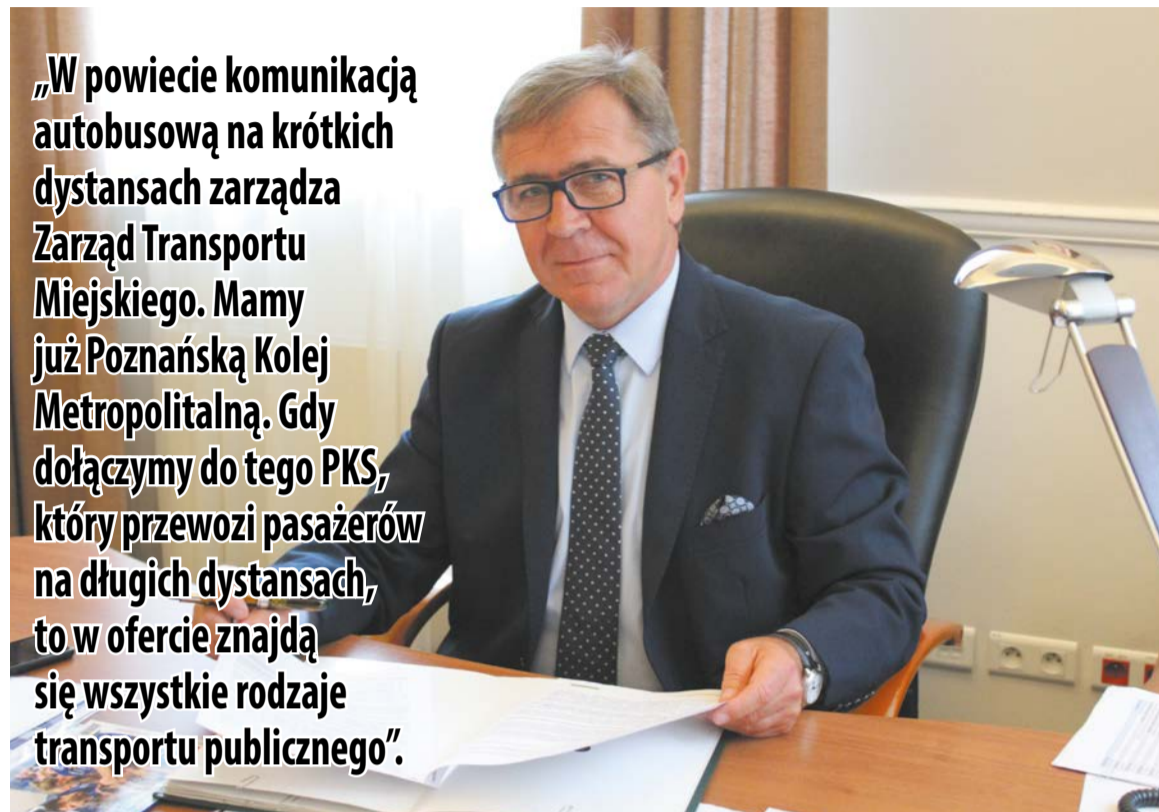 „W powiecie komunikacją
autobusową na krótkich
dystansach zarządza
Zarząd Transportu
Miejskiego. Mamy
już Poznańską Kolej
Metropolitalną. Gdy
dołączymy do tego PKS,
który przewozi pasażerów
na długich dystansach,
to w ofercie znajdą
się wszystkie rodzaje
transportu publicznego”.